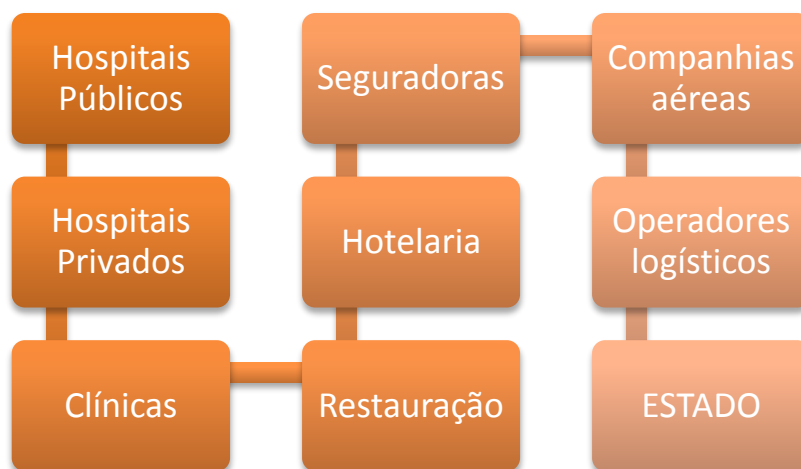 Hospitais
Públicos
Hospitais
Privados
Clínicas
Restauração
Hotelaria
Seguradoras
Companhias
aéreas
Operadores
logísticos
ESTADO